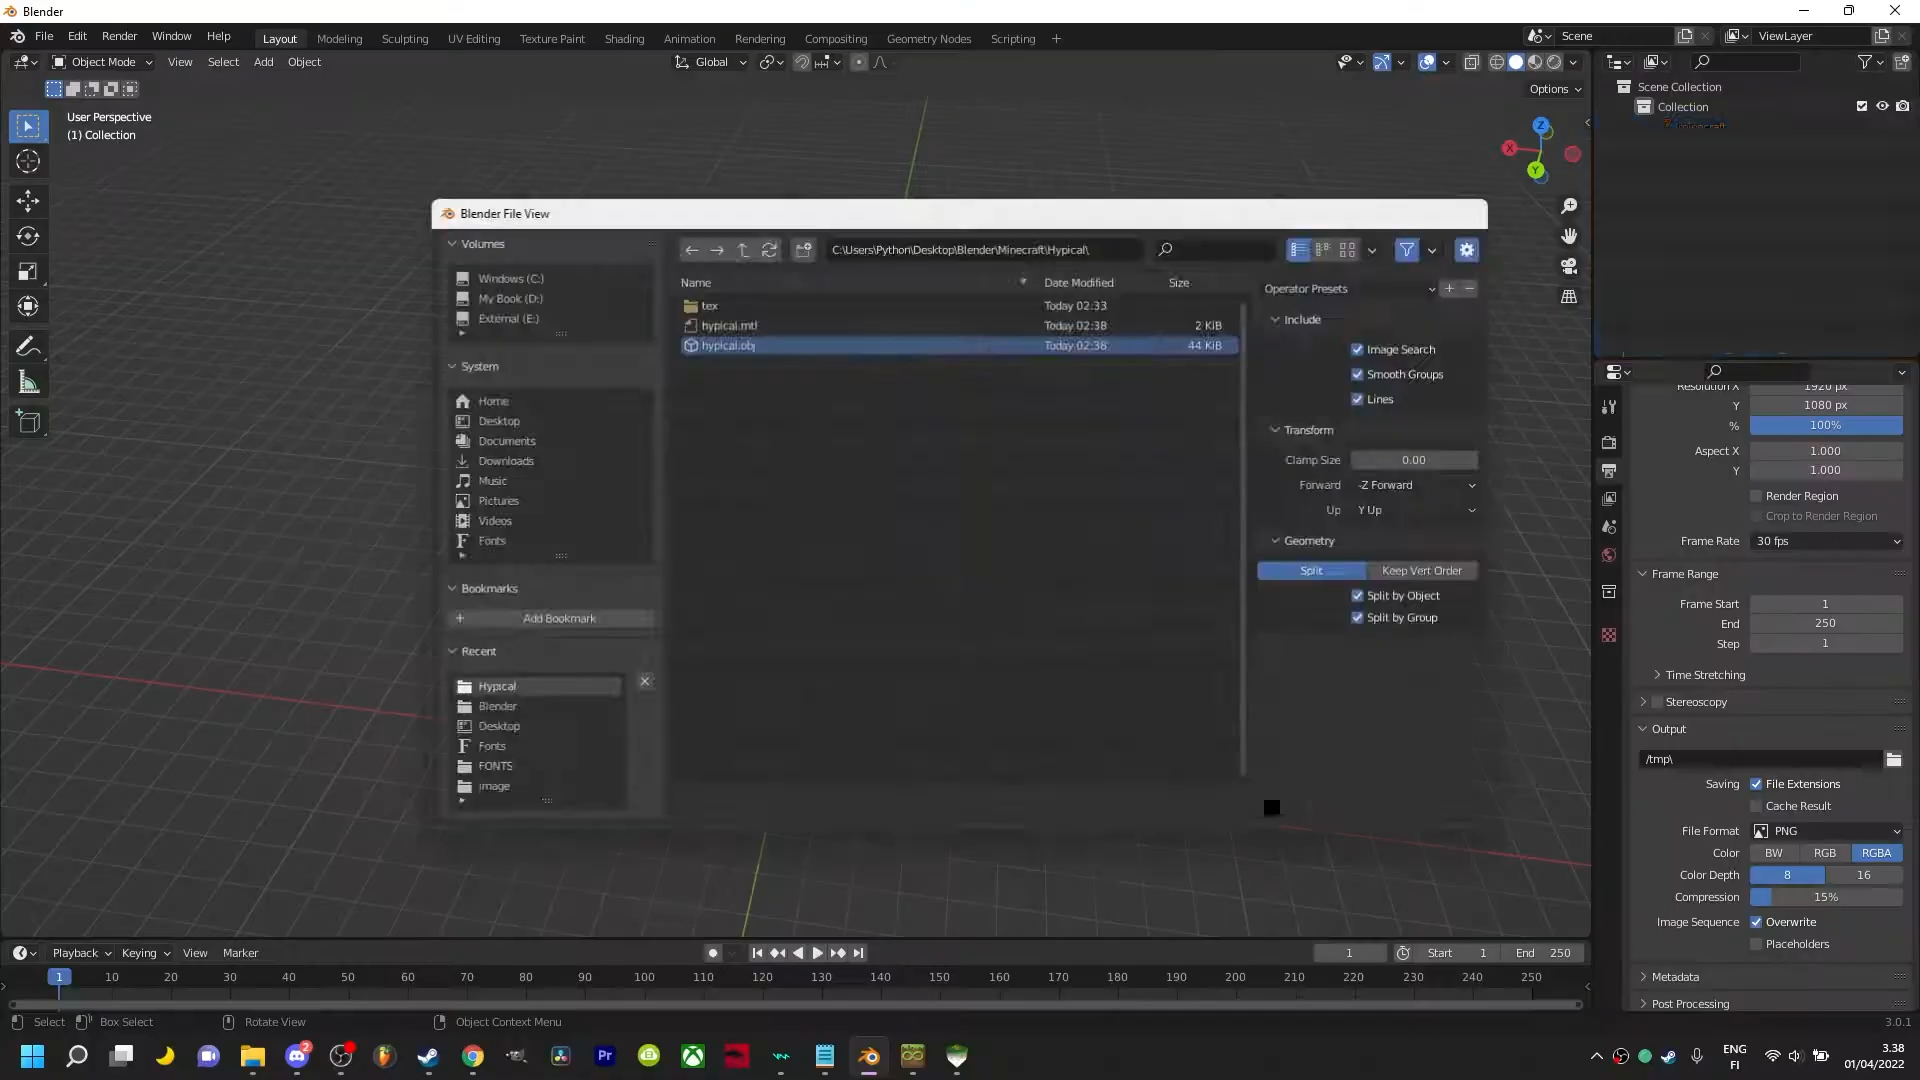 Blender
File Edit Render Window Help Layout Modeling Sculpting UV Editing Texture Paint Shading Animation Rendering Compositing Geometry Nodes Scripting + Scene ViewLayer
Object Mode View Select Add Object Global
Options
User Perspective
(1) Collection
Z
X
Y
Scene Collection
Collection
minecraft
Blender File View
Volumes
Windows (C:)
My Book (D:)
External (E:)
System
Home
Desktop
Documents
Downloads
Music
Pictures
Videos
Fonts
Bookmarks
+ Add Bookmark
Recent
Hypical
Blender
Desktop
Fonts
FONTS
image
C:\Users\Python\Desktop\Blender\Minecraft\Hypical\
Name Date Modified Size
tex Today 02:33
hypical.mtl Today 02:38 2 KiB
hypical.obj Today 02:38 44 KiB
Operator Presets
Include
Image Search
Smooth Groups
Lines
Transform
Clamp Size 0.00
Forward -Z Forward
Up Y Up
Geometry
Split Keep Vert Order
Split by Object
Split by Group
Resolution X 1920 px
Y 1080 px
% 100%
Aspect X 1.000
Y 1.000
Render Region
Crop to Render Region
Frame Rate 30 fps
Frame Range
Frame Start 1
End 250
Step 1
Time Stretching
Stereoscopy
Output
/tmp\
Saving File Extensions
Cache Result
File Format PNG
Color BW RGB RGBA
Color Depth 8 16
Compression 15%
Image Sequence Overwrite
Placeholders
Metadata
Post Processing
Playback Keying View Marker 1 Start 1 End 250
1 10 20 30 40 50 60 70 80 90 100 110 120 130 140 150 160 170 180 190 200 210 220 230 240 250
Select Box Select Rotate View Object Context Menu 3.0.1
2
Pr
ENG
FI
3.38
01/04/2022